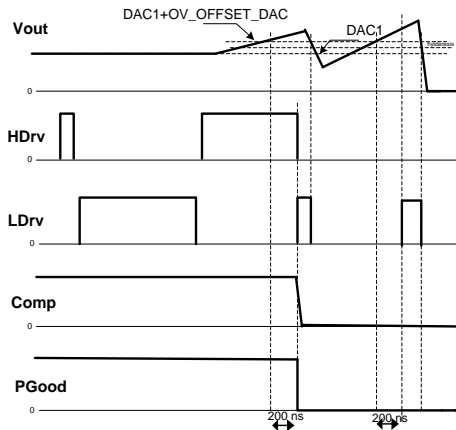 DAC1+OV_OFFSET_DAC
DAC1
Vout
0
HDrv
0
LDrv
0
Comp
0
PGood
0
200 ns
200 ns